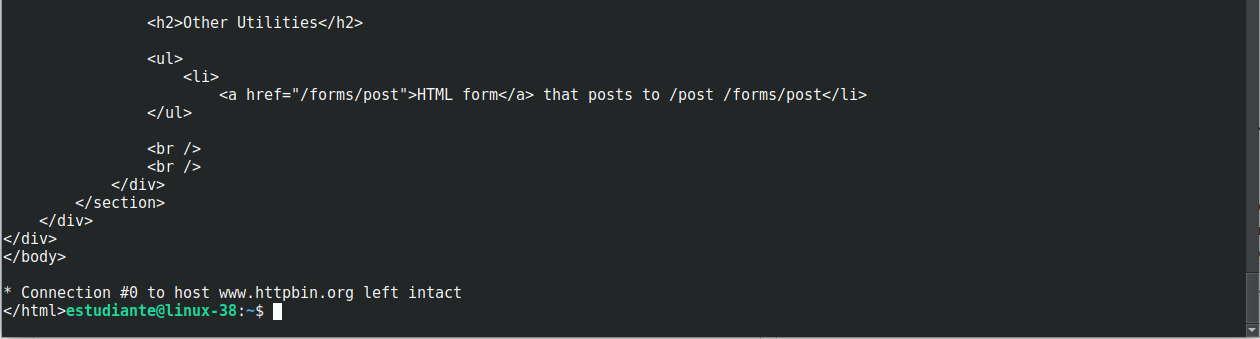 <h2>Other Utilities</h2>
<ul>
<li>
<a href="/forms/post">HTML form</a> that posts to /post /forms/post</li>
</ul>
<br />
<br />
</div>
</section>
</div>
</div>
</body>
* Connection #0 to host www.httpbin.org left intact
</html>estudiante@linux-38:~$